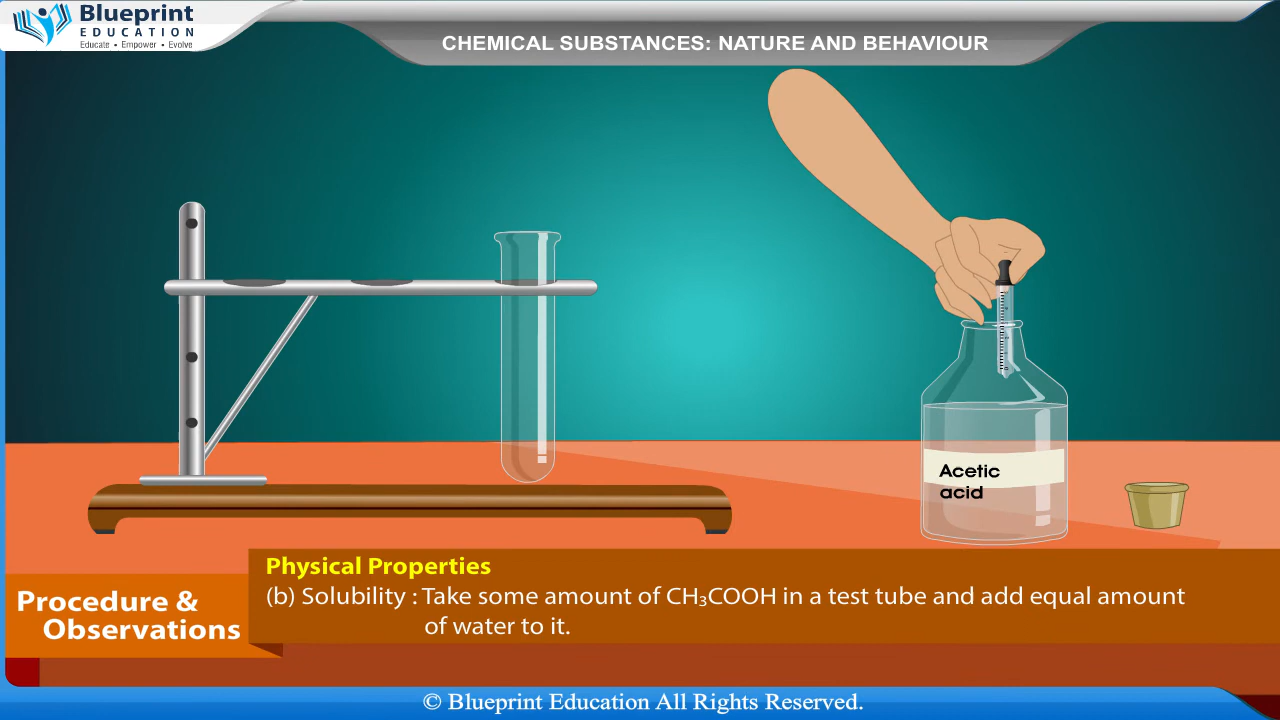 Blueprint
EDUCATION
Educate • Empower • Evolve
CHEMICAL SUBSTANCES: NATURE AND BEHAVIOUR
Acetic
acid
Physical Properties
(b) Solubility : Take some amount of CH₃COOH in a test tube and add equal amount
of water to it.
Procedure &
Observations
© Blueprint Education All Rights Reserved.